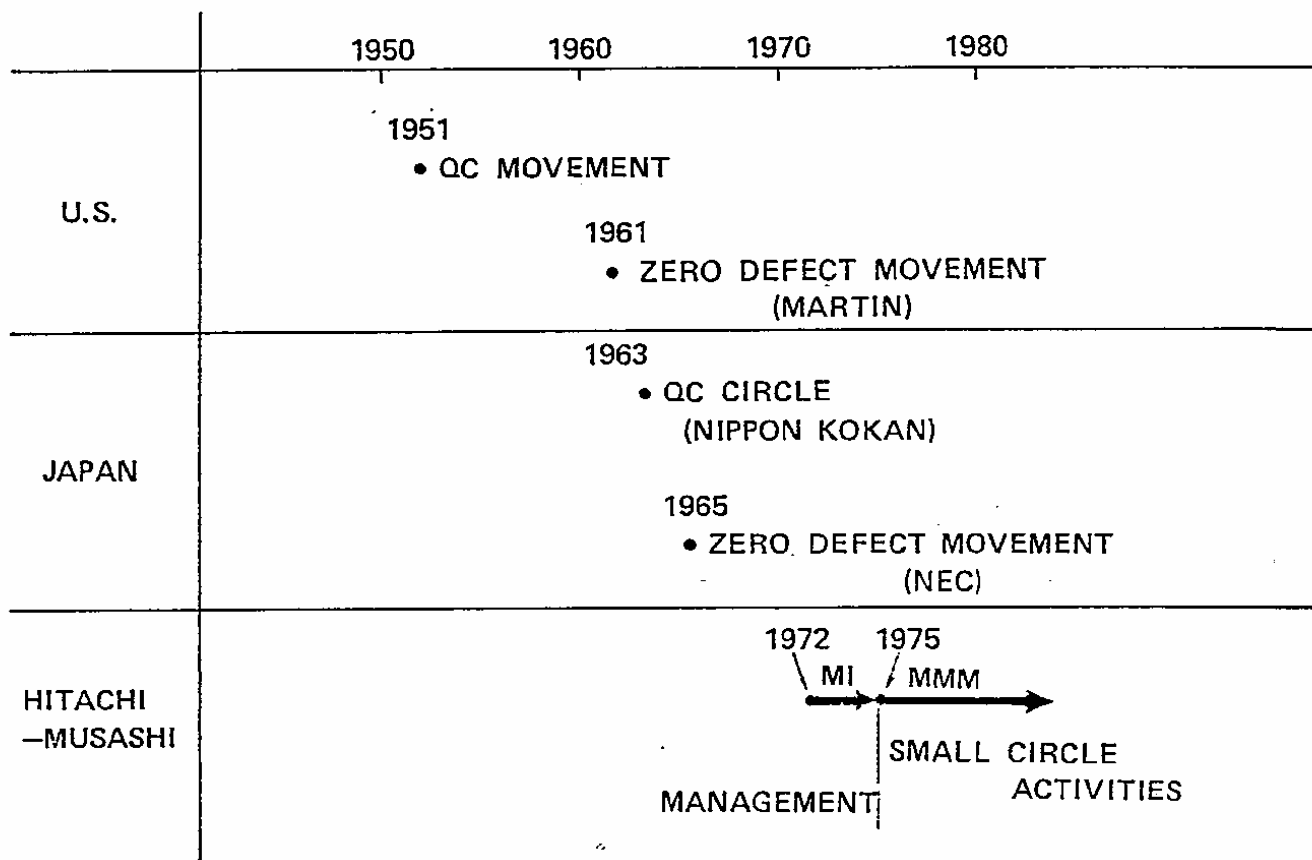 1950 1960 1970 1980
U.S.
1951
• QC MOVEMENT
1961
• ZERO DEFECT MOVEMENT
(MARTIN)
JAPAN
1963
• QC CIRCLE
(NIPPON KOKAN)
1965
• ZERO DEFECT MOVEMENT
(NEC)
HITACHI
–MUSASHI
1972 1975
MI MMM
SMALL CIRCLE
ACTIVITIES
MANAGEMENT